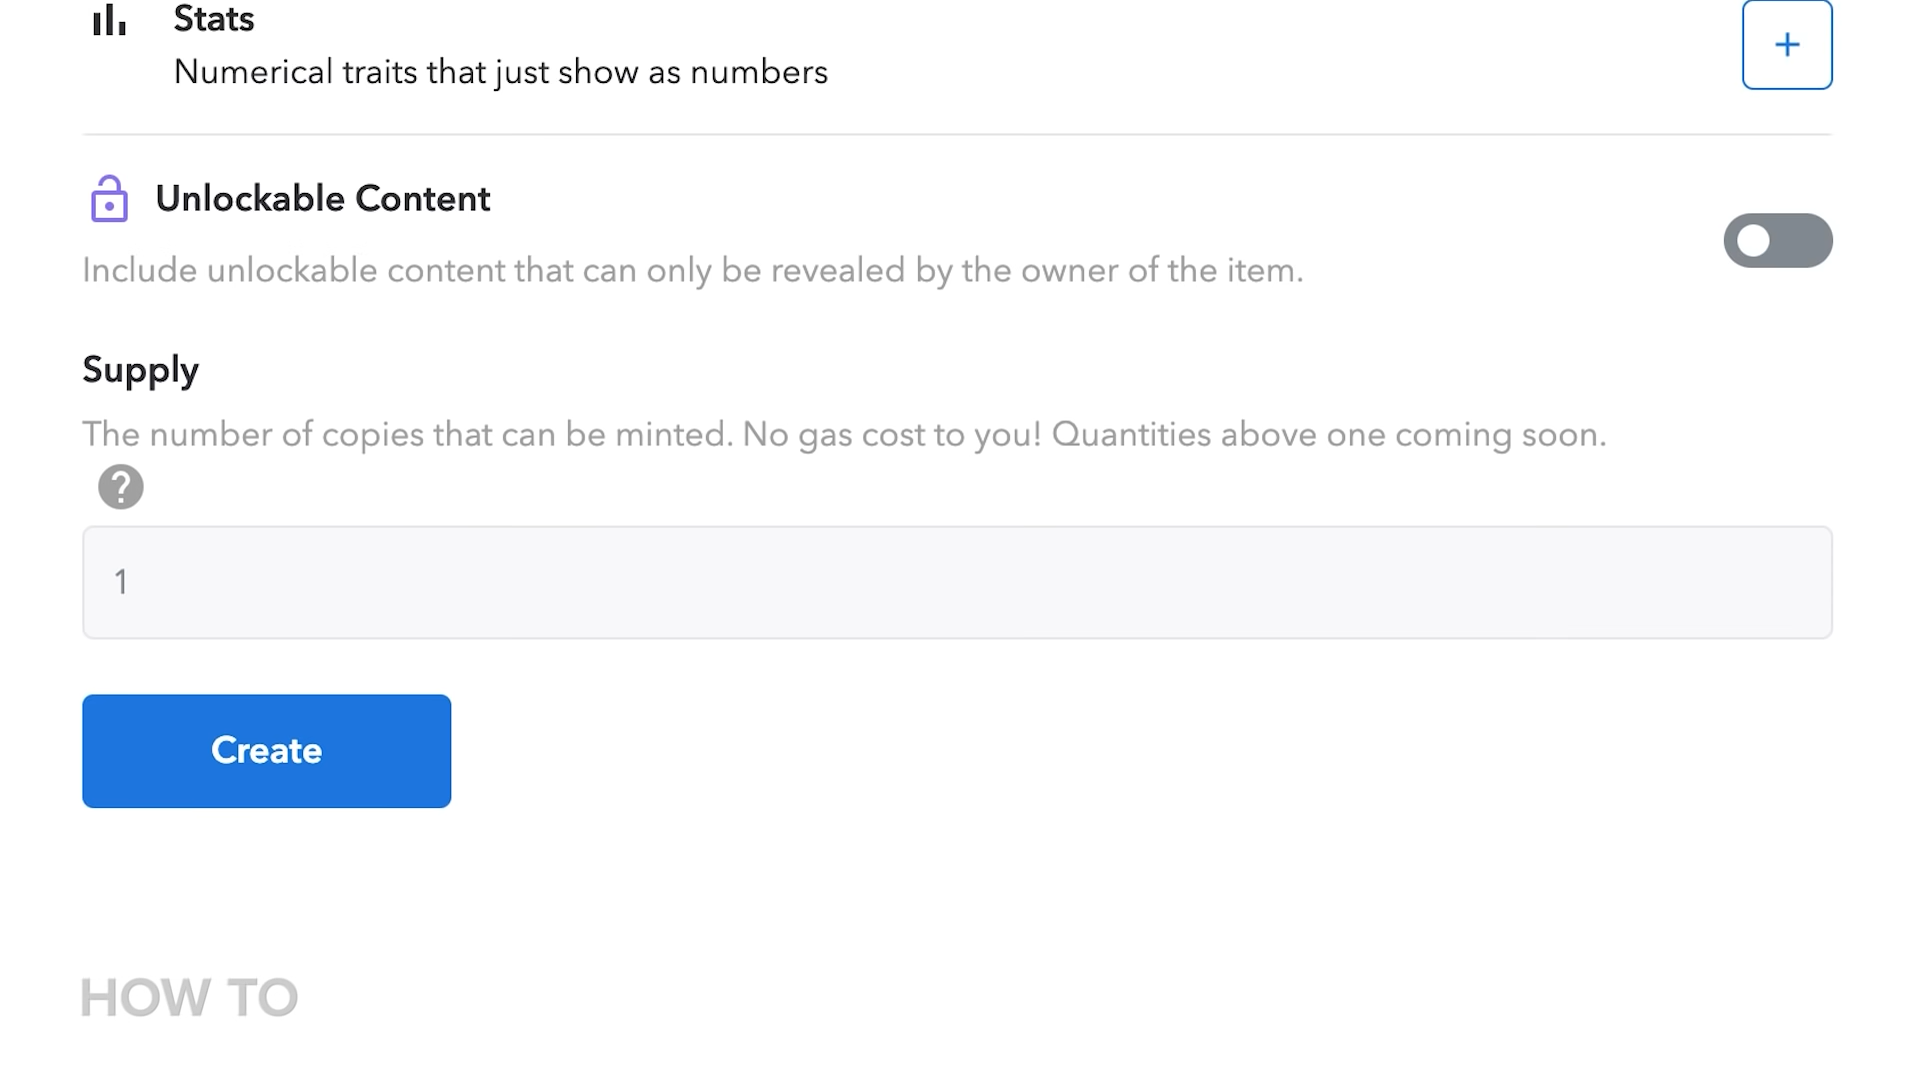 Stats
Numerical traits that just show as numbers
+
Unlockable Content
Include unlockable content that can only be revealed by the owner of the item.
Supply
The number of copies that can be minted. No gas cost to you! Quantities above one coming soon.
?
1
Create
HOW TO